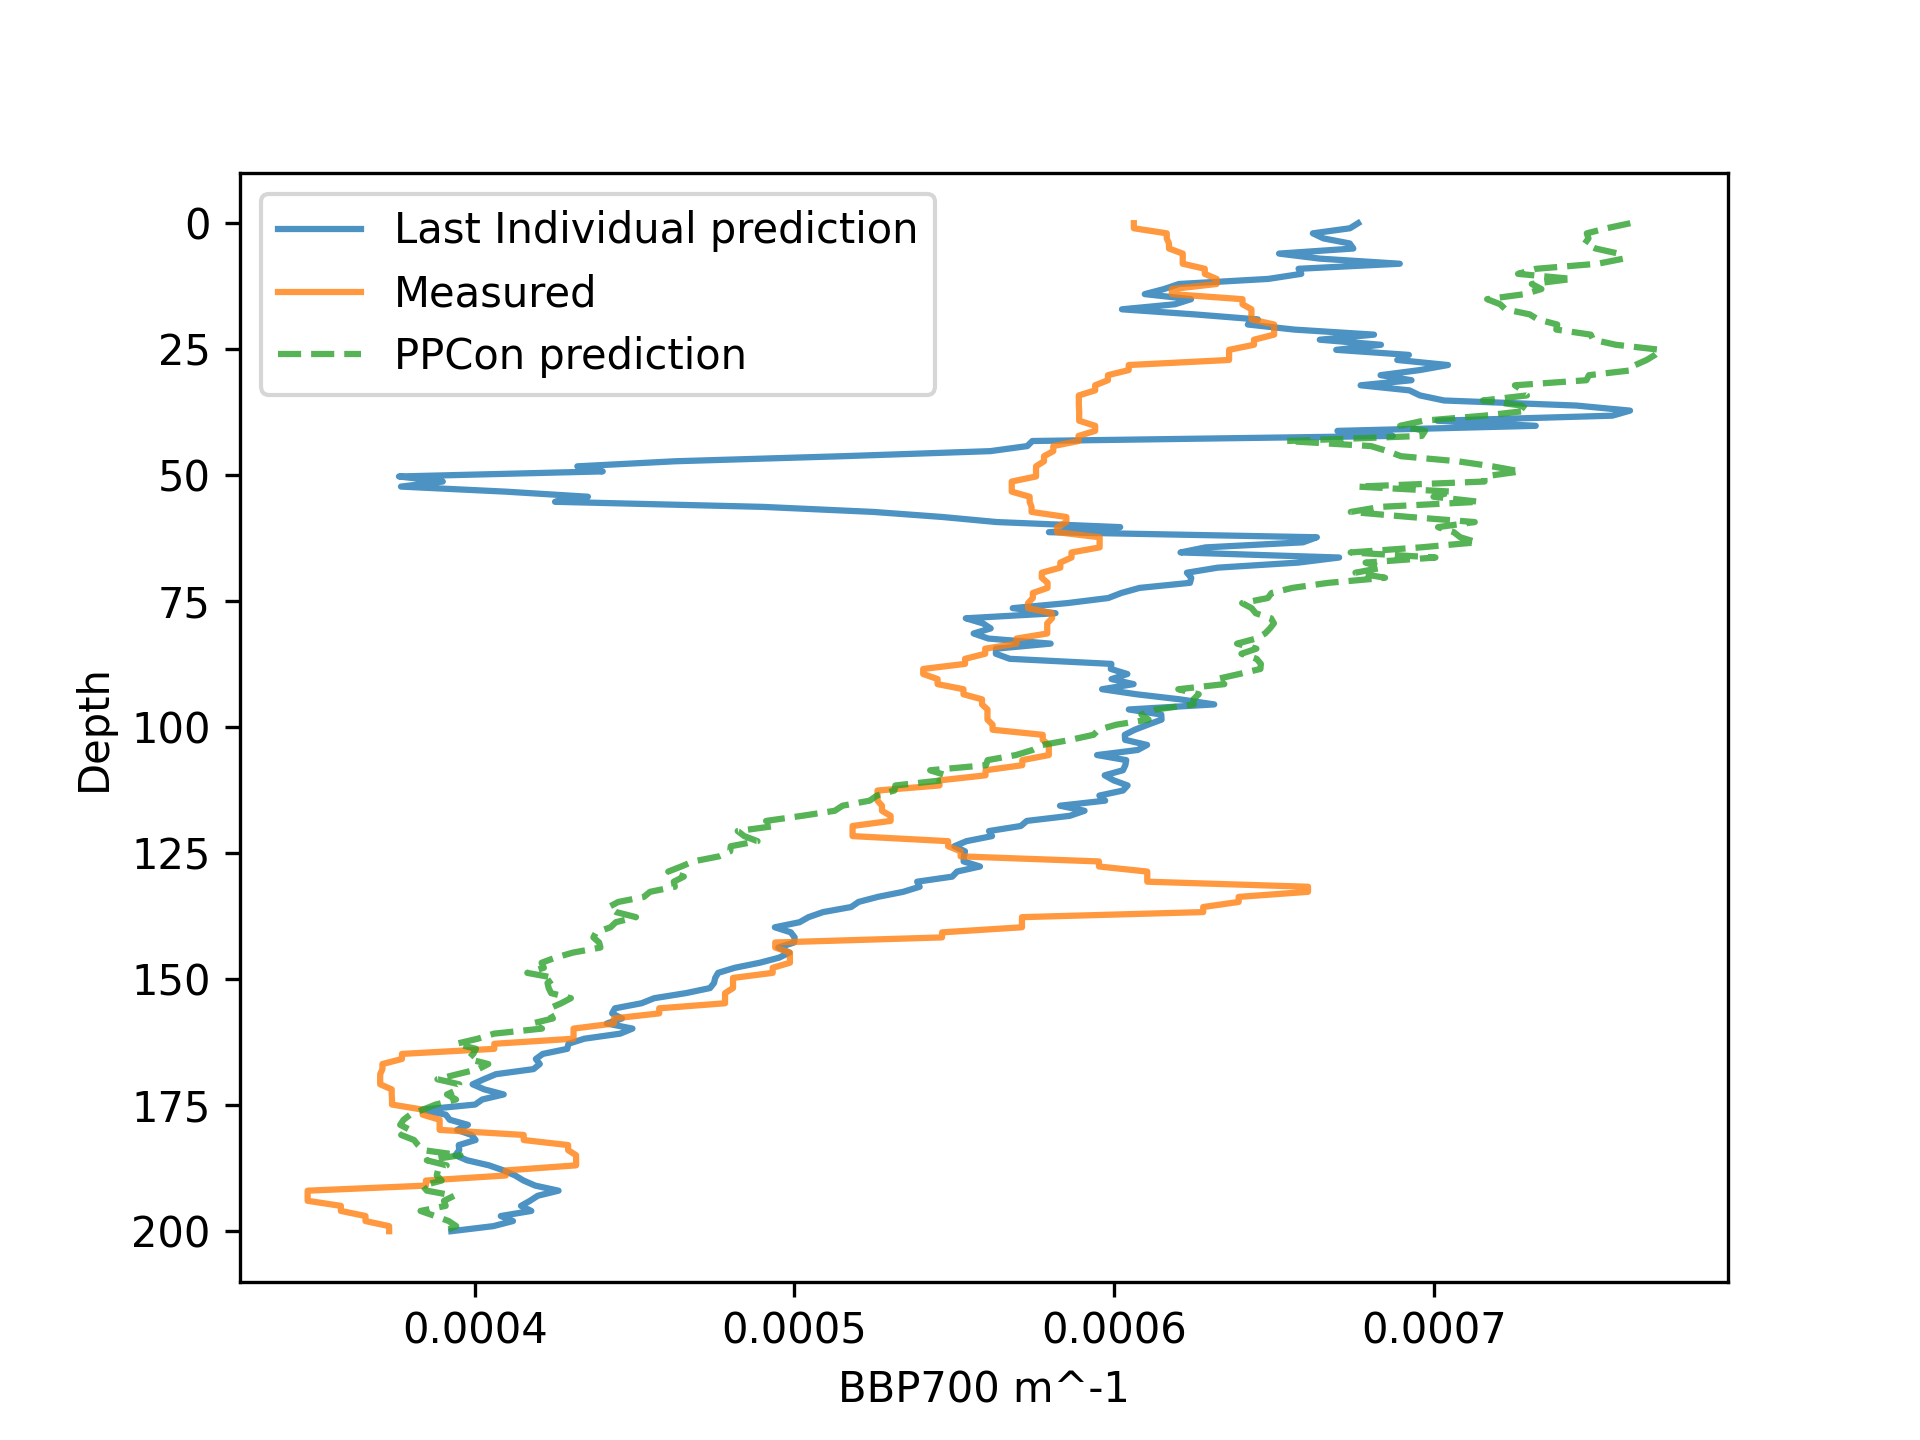 Last Individual prediction
Measured
PPCon prediction
0
25
50
75
100
125
150
175
200
Depth
0.0004 0.0005 0.0006 0.0007
BBP700 m^-1